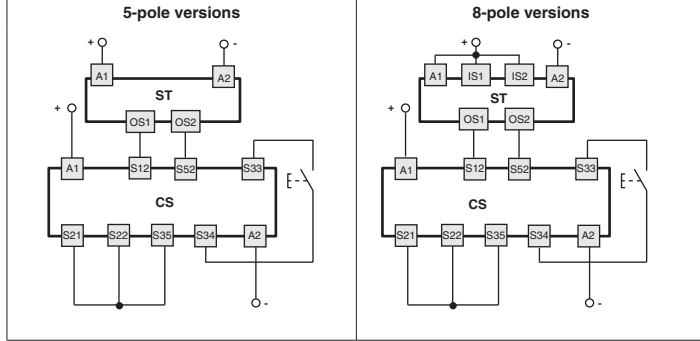 5-pole versions
+ -
A1 A2
ST
+
OS1 OS2
A1 S12 S52 S33
CS
S21 S22 S35 S34 A2
-
8-pole versions
+ -
A1 IS1 IS2 A2
ST
+
OS1 OS2
A1 S12 S52 S33
CS
S21 S22 S35 S34 A2
-